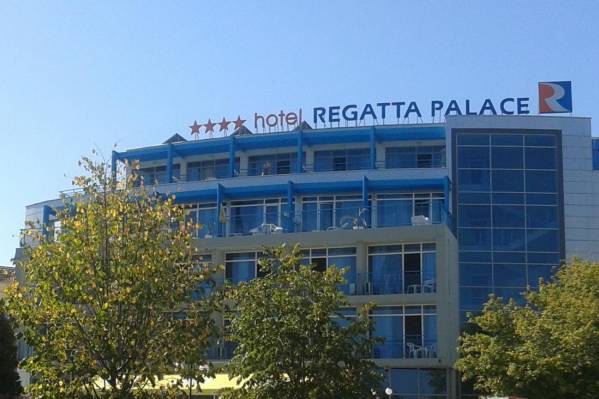 ★★★★ hotel REGATTA PALACE R